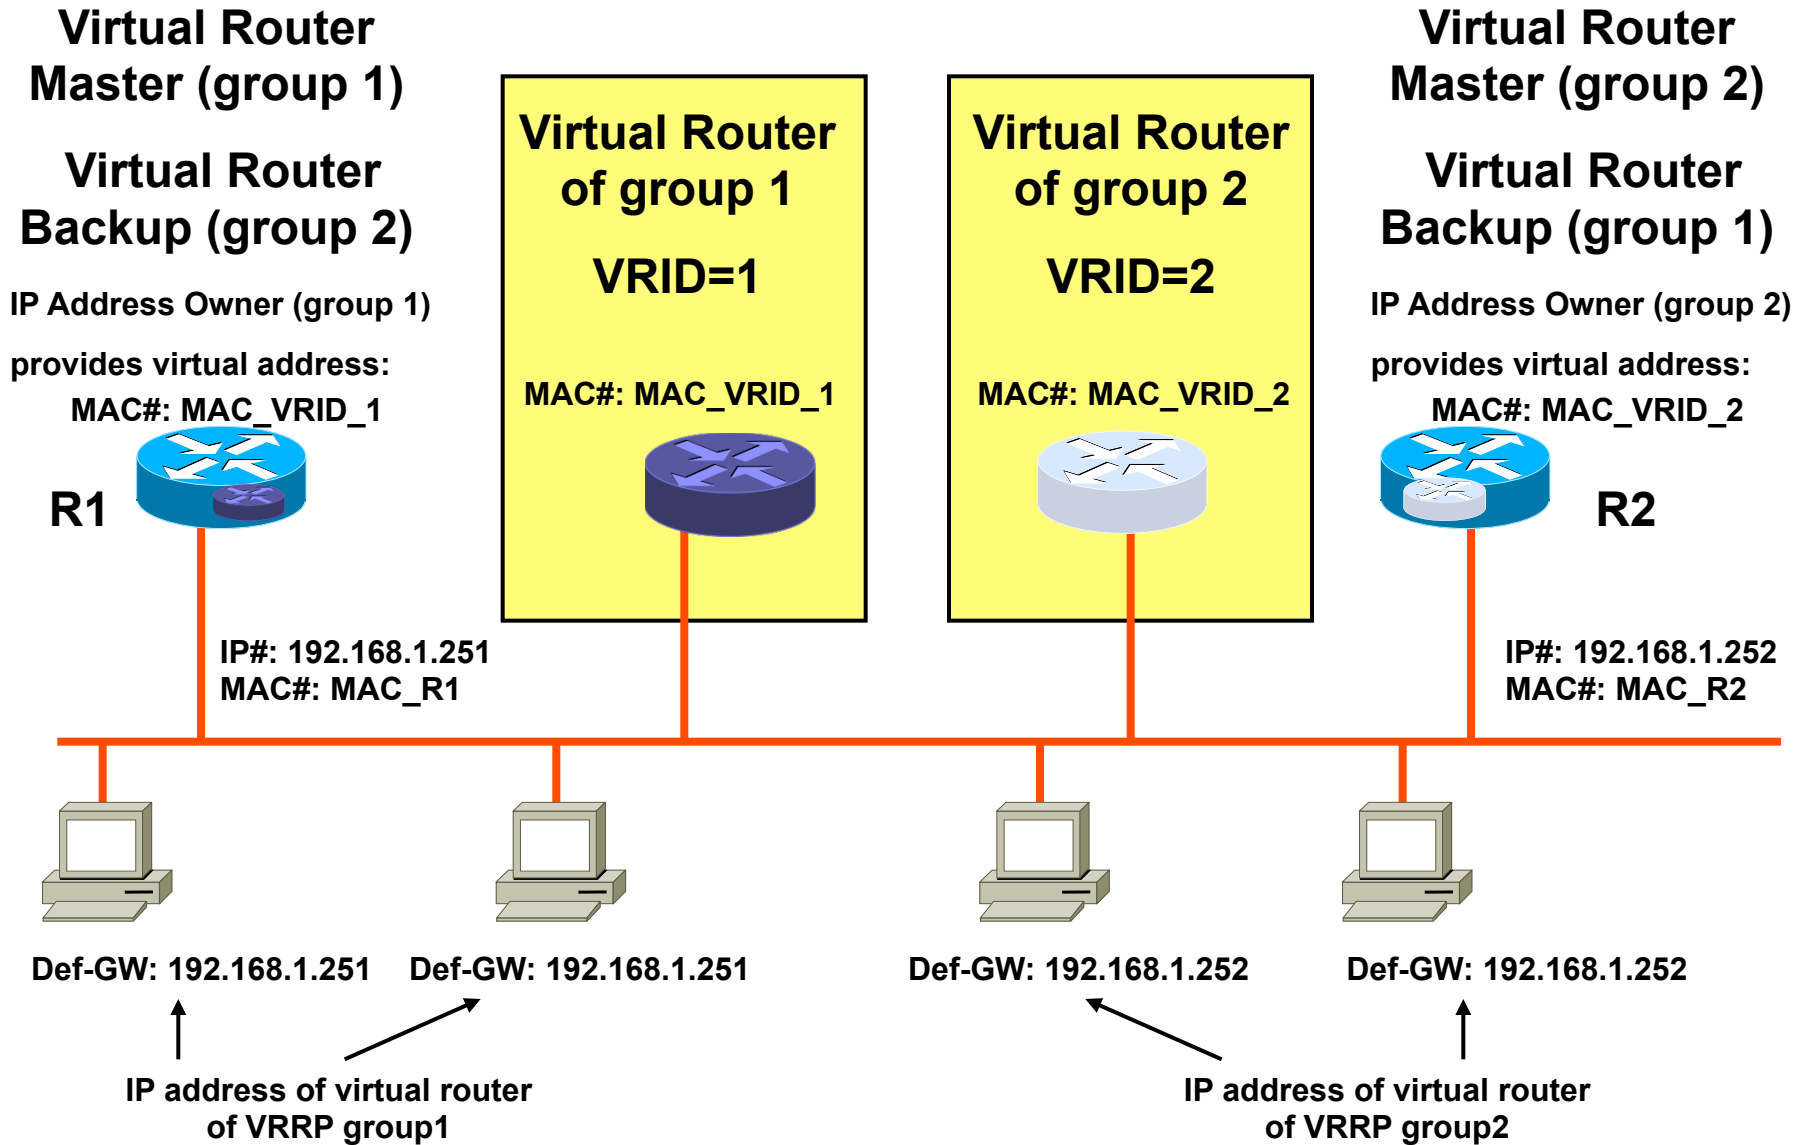 Virtual Router
Master (group 1)
Virtual Router
Backup (group 2)
IP Address Owner (group 1)
provides virtual address:
MAC#: MAC_VRID_1
R1
IP#: 192.168.1.251
MAC#: MAC_R1
Virtual Router
of group 1
VRID=1
MAC#: MAC_VRID_1
Virtual Router
of group 2
VRID=2
MAC#: MAC_VRID_2
Virtual Router
Master (group 2)
Virtual Router
Backup (group 1)
IP Address Owner (group 2)
provides virtual address:
MAC#: MAC_VRID_2
R2
IP#: 192.168.1.252
MAC#: MAC_R2
Def-GW: 192.168.1.251
Def-GW: 192.168.1.251
Def-GW: 192.168.1.252
Def-GW: 192.168.1.252
IP address of virtual router
of VRRP group1
IP address of virtual router
of VRRP group2